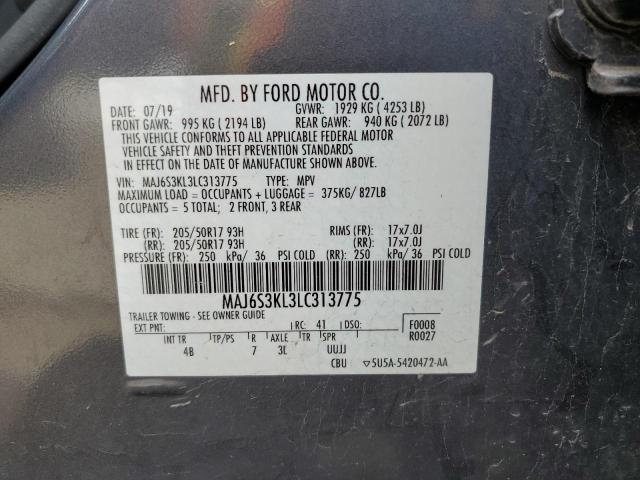 MFD. BY FORD MOTOR CO.
DATE: 07/19 GVWR: 1929 KG ( 4253 LB)
FRONT GAWR: 995 KG ( 2194 LB) REAR GAWR: 940 KG ( 2072 LB)
THIS VEHICLE CONFORMS TO ALL APPLICABLE FEDERAL MOTOR
VEHICLE SAFETY AND THEFT PREVENTION STANDARDS
IN EFFECT ON THE DATE OF MANUFACTURE SHOWN ABOVE.
VIN: MAJ6S3KL3LC313775 TYPE: MPV
MAXIMUM LOAD = OCCUPANTS + LUGGAGE = 375KG/ 827LB
OCCUPANTS = 5 TOTAL; 2 FRONT, 3 REAR
TIRE (FR): 205/50R17 93H RIMS (FR): 17x7.0J
(RR): 205/50R17 93H (RR): 17x7.0J
PRESSURE (FR): 250 kPa/ 36 PSI COLD (RR): 250 kPa/ 36 PSI COLD
MAJ6S3KL3LC313775
TRAILER TOWING - SEE OWNER GUIDE
EXT PNT: RC: 41 DSO: F0008
R0027
INT TR TP/PS R AXLE TR SPR
4B 7 3L UUJJ
CBU ▽5U5A-5420472-AA